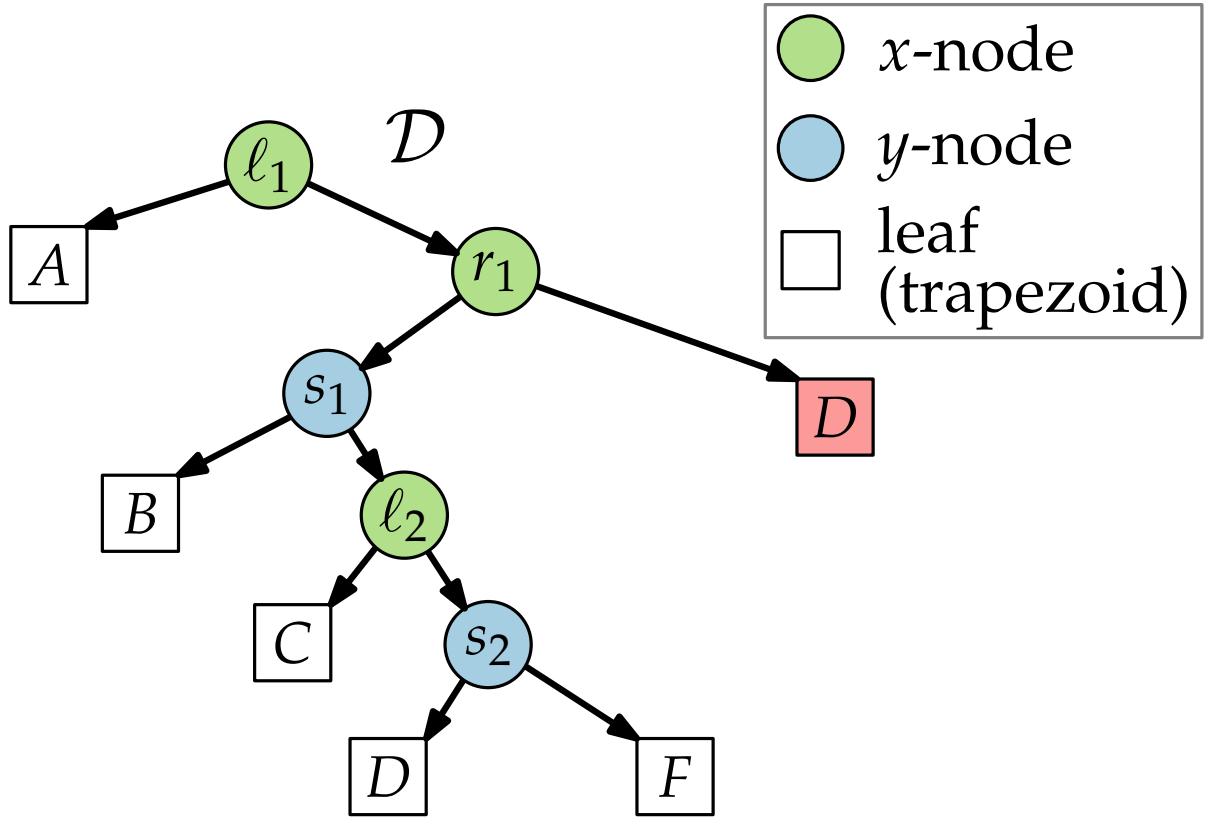 x-node
y-node
leaf
(trapezoid)
𝒟
ℓ₁
A
r₁
s₁
D
B
ℓ₂
C
s₂
D
F